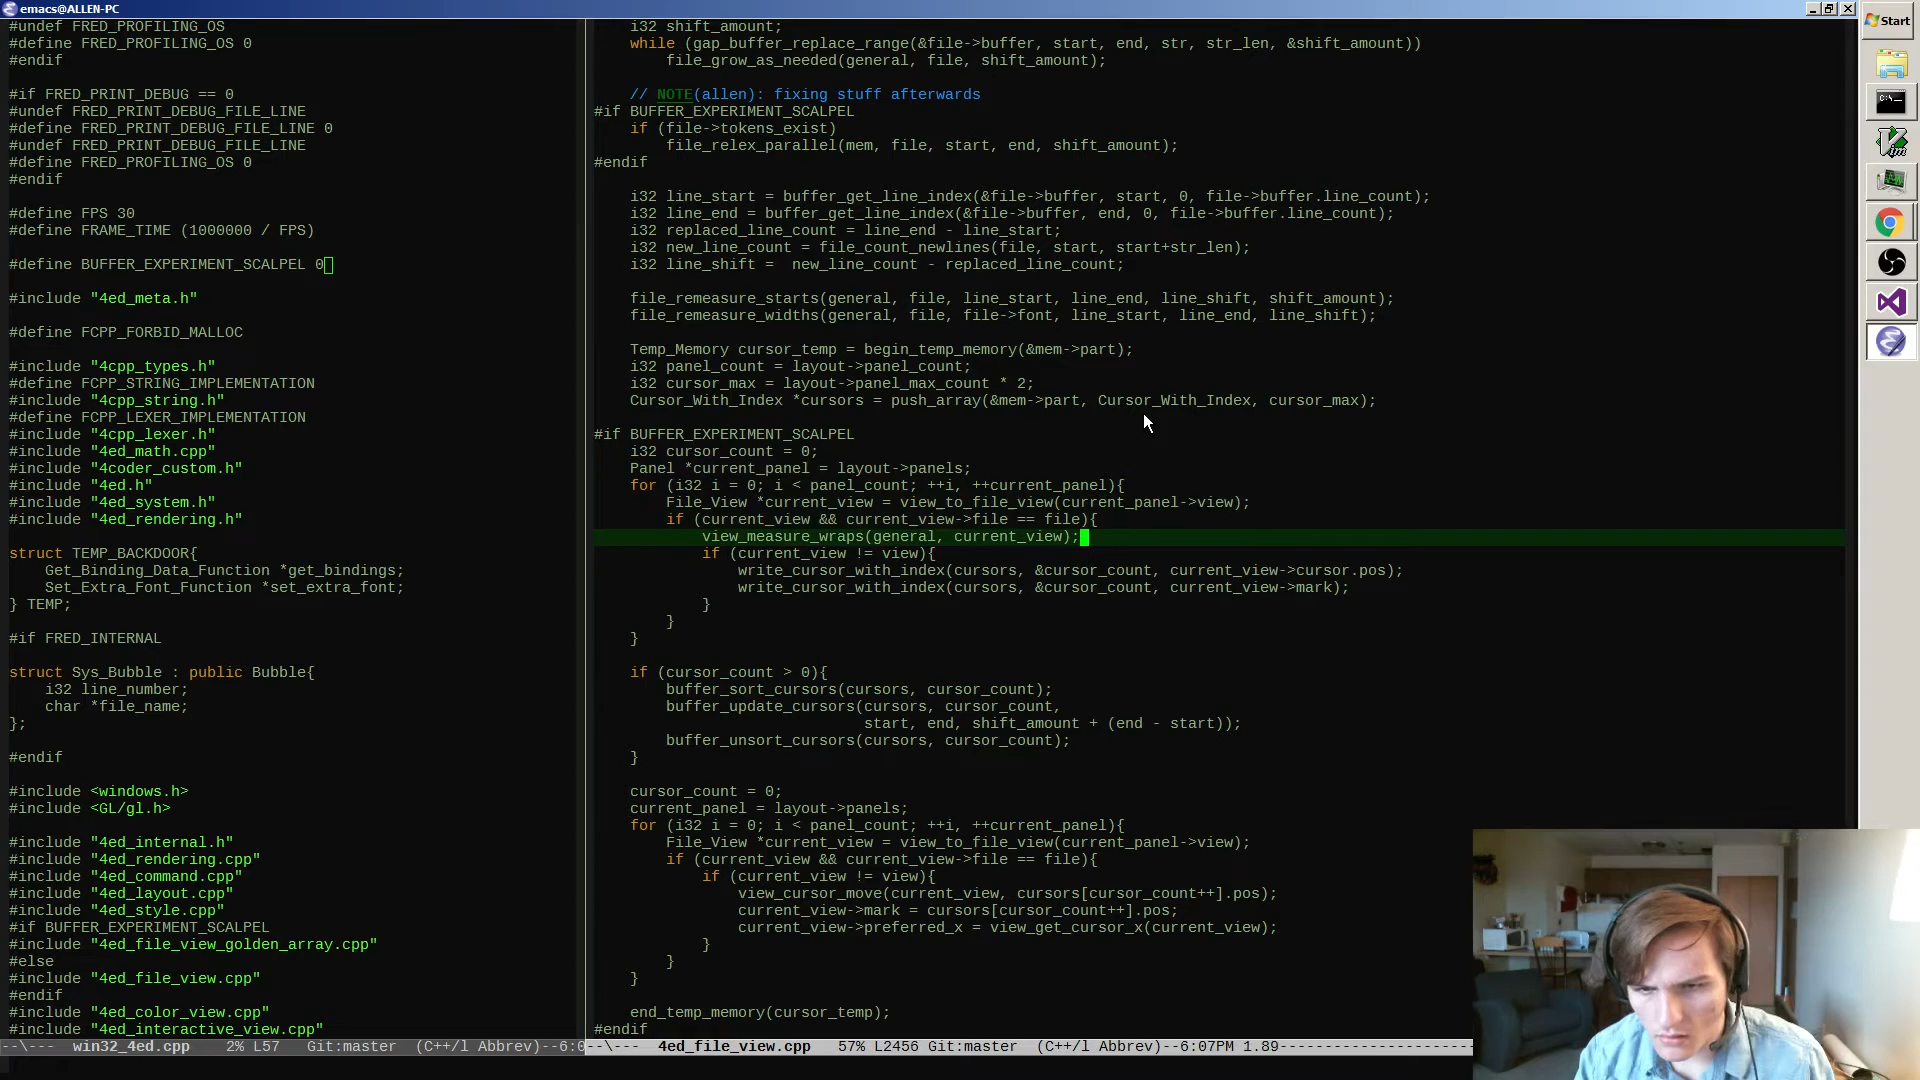 emacs@ALLEN-PC
#undef FRED_PROFILING_OS
#define FRED_PROFILING_OS 0
#endif
#if FRED_PRINT_DEBUG == 0
#undef FRED_PRINT_DEBUG_FILE_LINE
#define FRED_PRINT_DEBUG_FILE_LINE 0
#undef FRED_PRINT_DEBUG_FILE_LINE
#define FRED_PROFILING_OS 0
#endif
#define FPS 30
#define FRAME_TIME (1000000 / FPS)
#define BUFFER_EXPERIMENT_SCALPEL 0
#include "4ed_meta.h"
#define FCPP_FORBID_MALLOC
#include "4cpp_types.h"
#define FCPP_STRING_IMPLEMENTATION
#include "4cpp_string.h"
#define FCPP_LEXER_IMPLEMENTATION
#include "4cpp_lexer.h"
#include "4ed_math.cpp"
#include "4coder_custom.h"
#include "4ed.h"
#include "4ed_system.h"
#include "4ed_rendering.h"
struct TEMP_BACKDOOR{
    Get_Binding_Data_Function *get_bindings;
    Set_Extra_Font_Function *set_extra_font;
} TEMP;
#if FRED_INTERNAL
struct Sys_Bubble : public Bubble{
    i32 line_number;
    char *file_name;
};
#endif
#include <windows.h>
#include <GL/gl.h>
#include "4ed_internal.h"
#include "4ed_rendering.cpp"
#include "4ed_command.cpp"
#include "4ed_layout.cpp"
#include "4ed_style.cpp"
#if BUFFER_EXPERIMENT_SCALPEL
#include "4ed_file_view_golden_array.cpp"
#else
#include "4ed_file_view.cpp"
#endif
#include "4ed_color_view.cpp"
#include "4ed_interactive_view.cpp"
--\--- win32_4ed.cpp 2% L57 Git:master (C++/l Abbrev)--6:0
    i32 shift_amount;
    while (gap_buffer_replace_range(&file->buffer, start, end, str, str_len, &shift_amount))
        file_grow_as_needed(general, file, shift_amount);
    // NOTE(allen): fixing stuff afterwards
#if BUFFER_EXPERIMENT_SCALPEL
    if (file->tokens_exist)
        file_relex_parallel(mem, file, start, end, shift_amount);
#endif
    i32 line_start = buffer_get_line_index(&file->buffer, start, 0, file->buffer.line_count);
    i32 line_end = buffer_get_line_index(&file->buffer, end, 0, file->buffer.line_count);
    i32 replaced_line_count = line_end - line_start;
    i32 new_line_count = file_count_newlines(file, start, start+str_len);
    i32 line_shift =  new_line_count - replaced_line_count;
    file_remeasure_starts(general, file, line_start, line_end, line_shift, shift_amount);
    file_remeasure_widths(general, file, file->font, line_start, line_end, line_shift);
    Temp_Memory cursor_temp = begin_temp_memory(&mem->part);
    i32 panel_count = layout->panel_count;
    i32 cursor_max = layout->panel_max_count * 2;
    Cursor_With_Index *cursors = push_array(&mem->part, Cursor_With_Index, cursor_max);
#if BUFFER_EXPERIMENT_SCALPEL
    i32 cursor_count = 0;
    Panel *current_panel = layout->panels;
    for (i32 i = 0; i < panel_count; ++i, ++current_panel){
        File_View *current_view = view_to_file_view(current_panel->view);
        if (current_view && current_view->file == file){
            view_measure_wraps(general, current_view);
            if (current_view != view){
                write_cursor_with_index(cursors, &cursor_count, current_view->cursor.pos);
                write_cursor_with_index(cursors, &cursor_count, current_view->mark);
            }
        }
    }
    if (cursor_count > 0){
        buffer_sort_cursors(cursors, cursor_count);
        buffer_update_cursors(cursors, cursor_count,
                              start, end, shift_amount + (end - start));
        buffer_unsort_cursors(cursors, cursor_count);
    }
    cursor_count = 0;
    current_panel = layout->panels;
    for (i32 i = 0; i < panel_count; ++i, ++current_panel){
        File_View *current_view = view_to_file_view(current_panel->view);
        if (current_view && current_view->file == file){
            if (current_view != view){
                view_cursor_move(current_view, cursors[cursor_count++].pos);
                current_view->mark = cursors[cursor_count++].pos;
                current_view->preferred_x = view_get_cursor_x(current_view);
            }
        }
    }
    end_temp_memory(cursor_temp);
#endif
--\--- 4ed_file_view.cpp 57% L2456 Git:master (C++/l Abbrev)--6:07PM 1.89-----------------------
Start
C:\
Vim